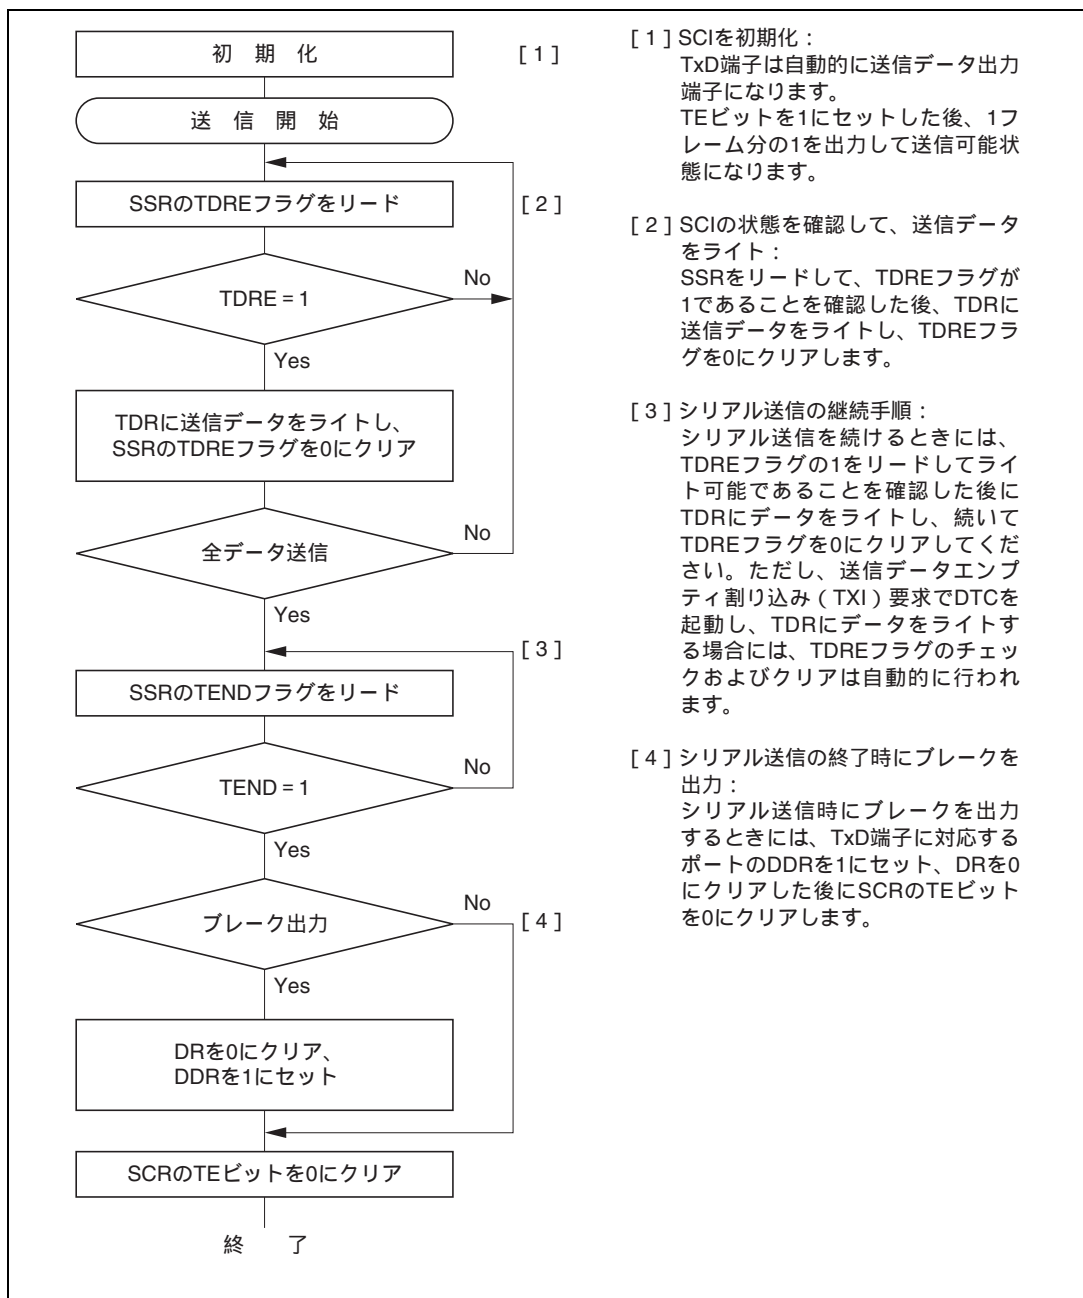 初 期 化
[ 1 ]
送 信 開 始
SSRのTDREフラグをリード
[ 2 ]
TDRE = 1
No
Yes
TDRに送信データをライトし、
SSRのTDREフラグを0にクリア
全データ送信
No
Yes
[ 3 ]
SSRのTENDフラグをリード
TEND = 1
No
Yes
ブレーク出力
No
[ 4 ]
Yes
DRを0にクリア、
DDRを1にセット
SCRのTEビットを0にクリア
終 了
[ 1 ] SCIを初期化：
TxD端子は自動的に送信データ出力
端子になります。
TEビットを1にセットした後、1フ
レーム分の1を出力して送信可能状
態になります。
[ 2 ] SCIの状態を確認して、送信データ
をライト：
SSRをリードして、TDREフラグが
1であることを確認した後、TDRに
送信データをライトし、TDREフラ
グを0にクリアします。
[ 3 ] シリアル送信の継続手順：
シリアル送信を続けるときには、
TDREフラグの1をリードしてライ
ト可能であることを確認した後に
TDRにデータをライトし、続いて
TDREフラグを0にクリアしてくだ
さい。ただし、送信データエンプ
ティ割り込み（TXI）要求でDTCを
起動し、TDRにデータをライトす
る場合には、TDREフラグのチェッ
クおよびクリアは自動的に行われ
ます。
[ 4 ] シリアル送信の終了時にブレークを
出力：
シリアル送信時にブレークを出力
するときには、TxD端子に対応する
ポートのDDRを1にセット、DRを0
にクリアした後にSCRのTEビット
を0にクリアします。